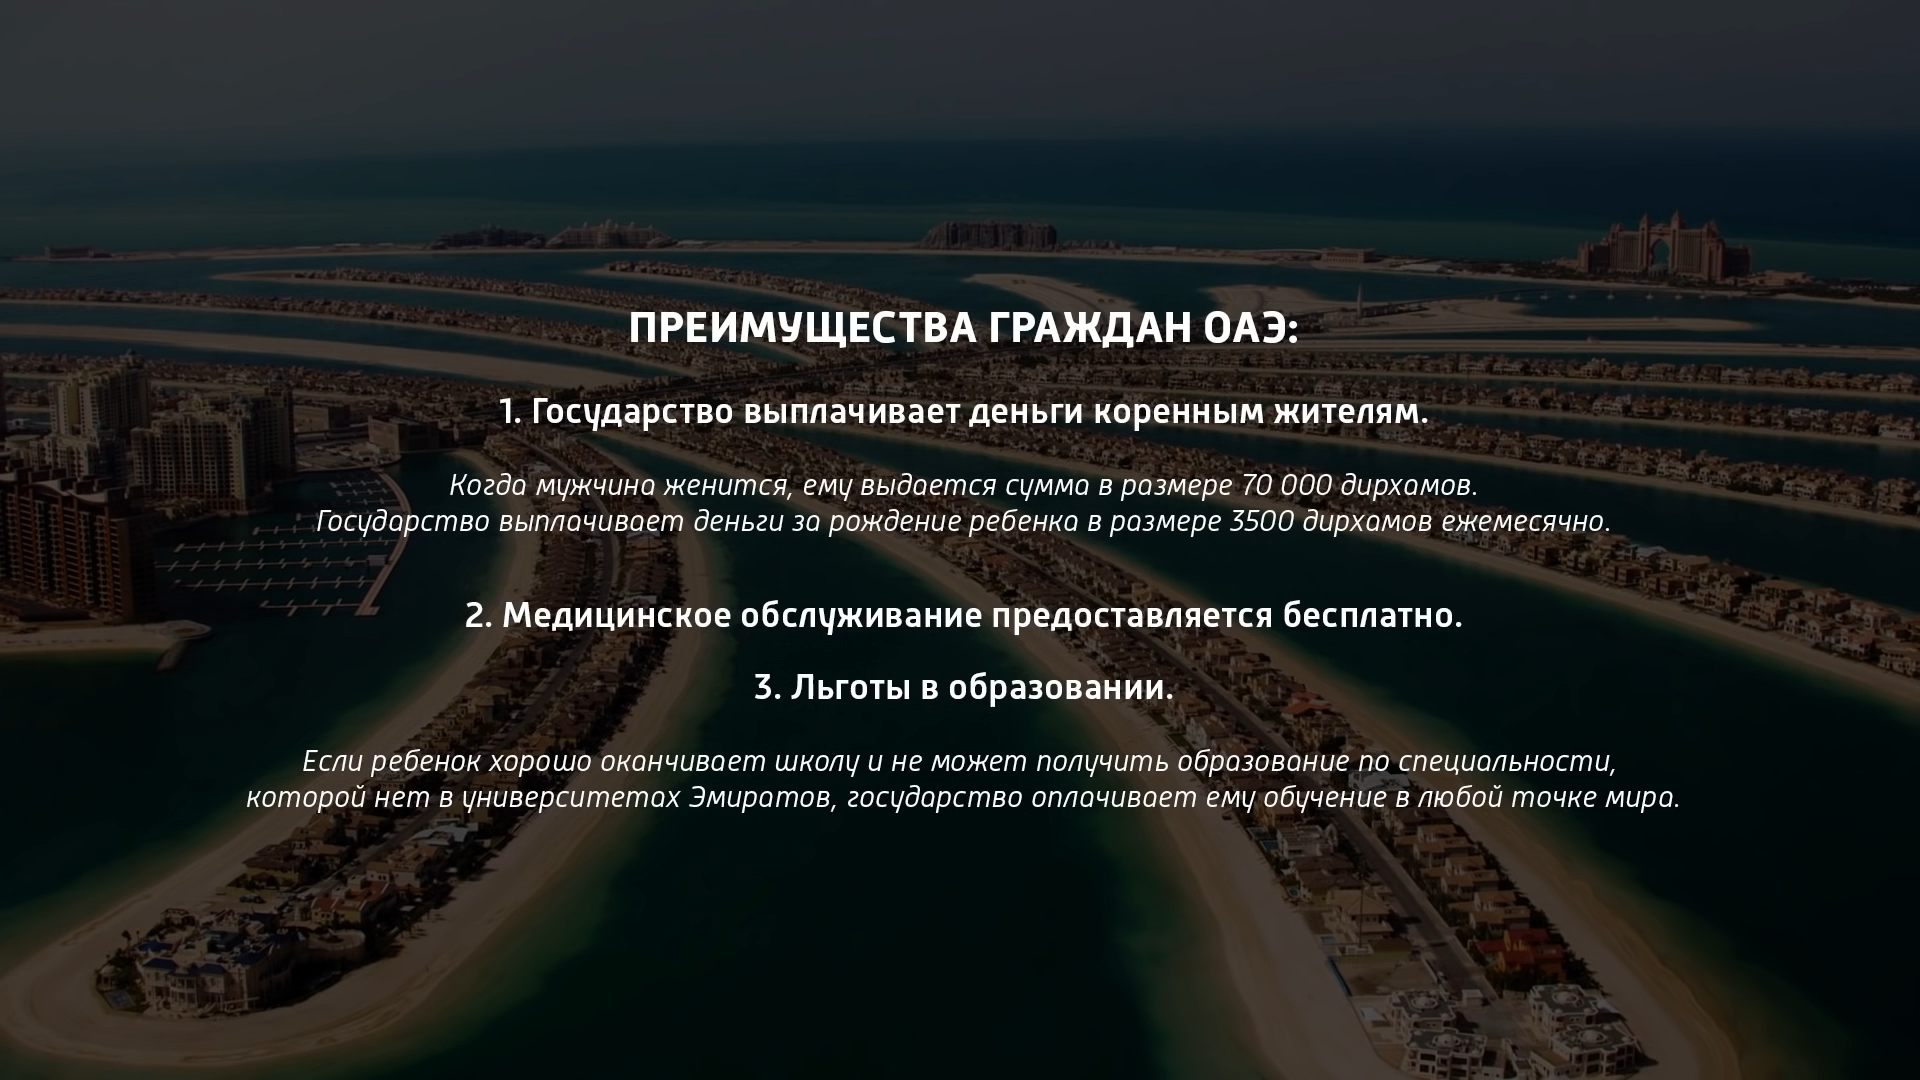 ПРЕИМУЩЕСТВА ГРАЖДАН ОАЭ:
1. Государство выплачивает деньги коренным жителям.
Когда мужчина женится, ему выдается сумма в размере 70 000 дирхамов.
Государство выплачивает деньги за рождение ребенка в размере 3500 дирхамов ежемесячно.
2. Медицинское обслуживание предоставляется бесплатно.
3. Льготы в образовании.
Если ребенок хорошо оканчивает школу и не может получить образование по специальности,
которой нет в университетах Эмиратов, государство оплачивает ему обучение в любой точке мира.